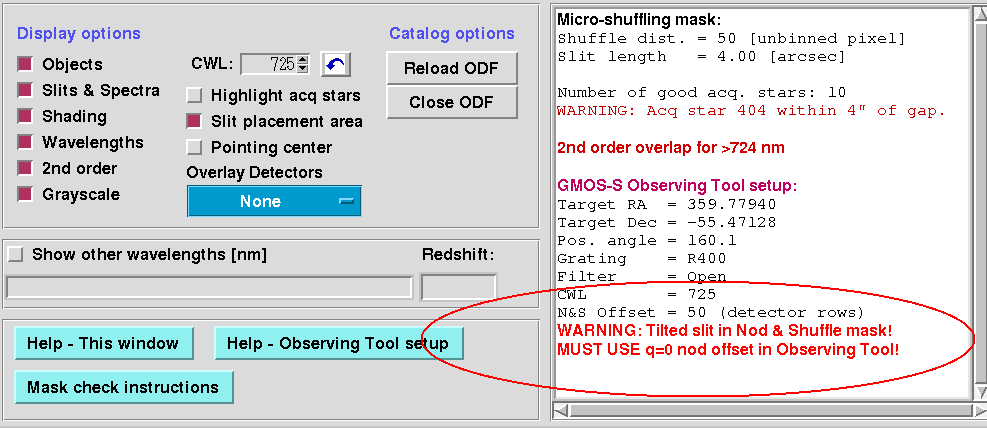 Display options
Objects
Slits & Spectra
Shading
Wavelengths
2nd order
Grayscale
CWL: 725
Highlight acq stars
Slit placement area
Pointing center
Overlay Detectors
None
Catalog options
Reload ODF
Close ODF
Show other wavelengths [nm]
Redshift:
Help - This window
Help - Observing Tool setup
Mask check instructions
Micro-shuffling mask:
Shuffle dist. = 50 [unbinned pixel]
Slit length = 4.00 [arcsec]
Number of good acq. stars: 10
WARNING: Acq star 404 within 4" of gap.
2nd order overlap for >724 nm
GMOS-S Observing Tool setup:
Target RA = 359.77940
Target Dec = -55.47128
Pos. angle = 160.1
Grating = R400
Filter = Open
CWL = 725
N&S Offset = 50 (detector rows)
WARNING: Tilted slit in Nod & Shuffle mask!
MUST USE q=0 nod offset in Observing Tool!